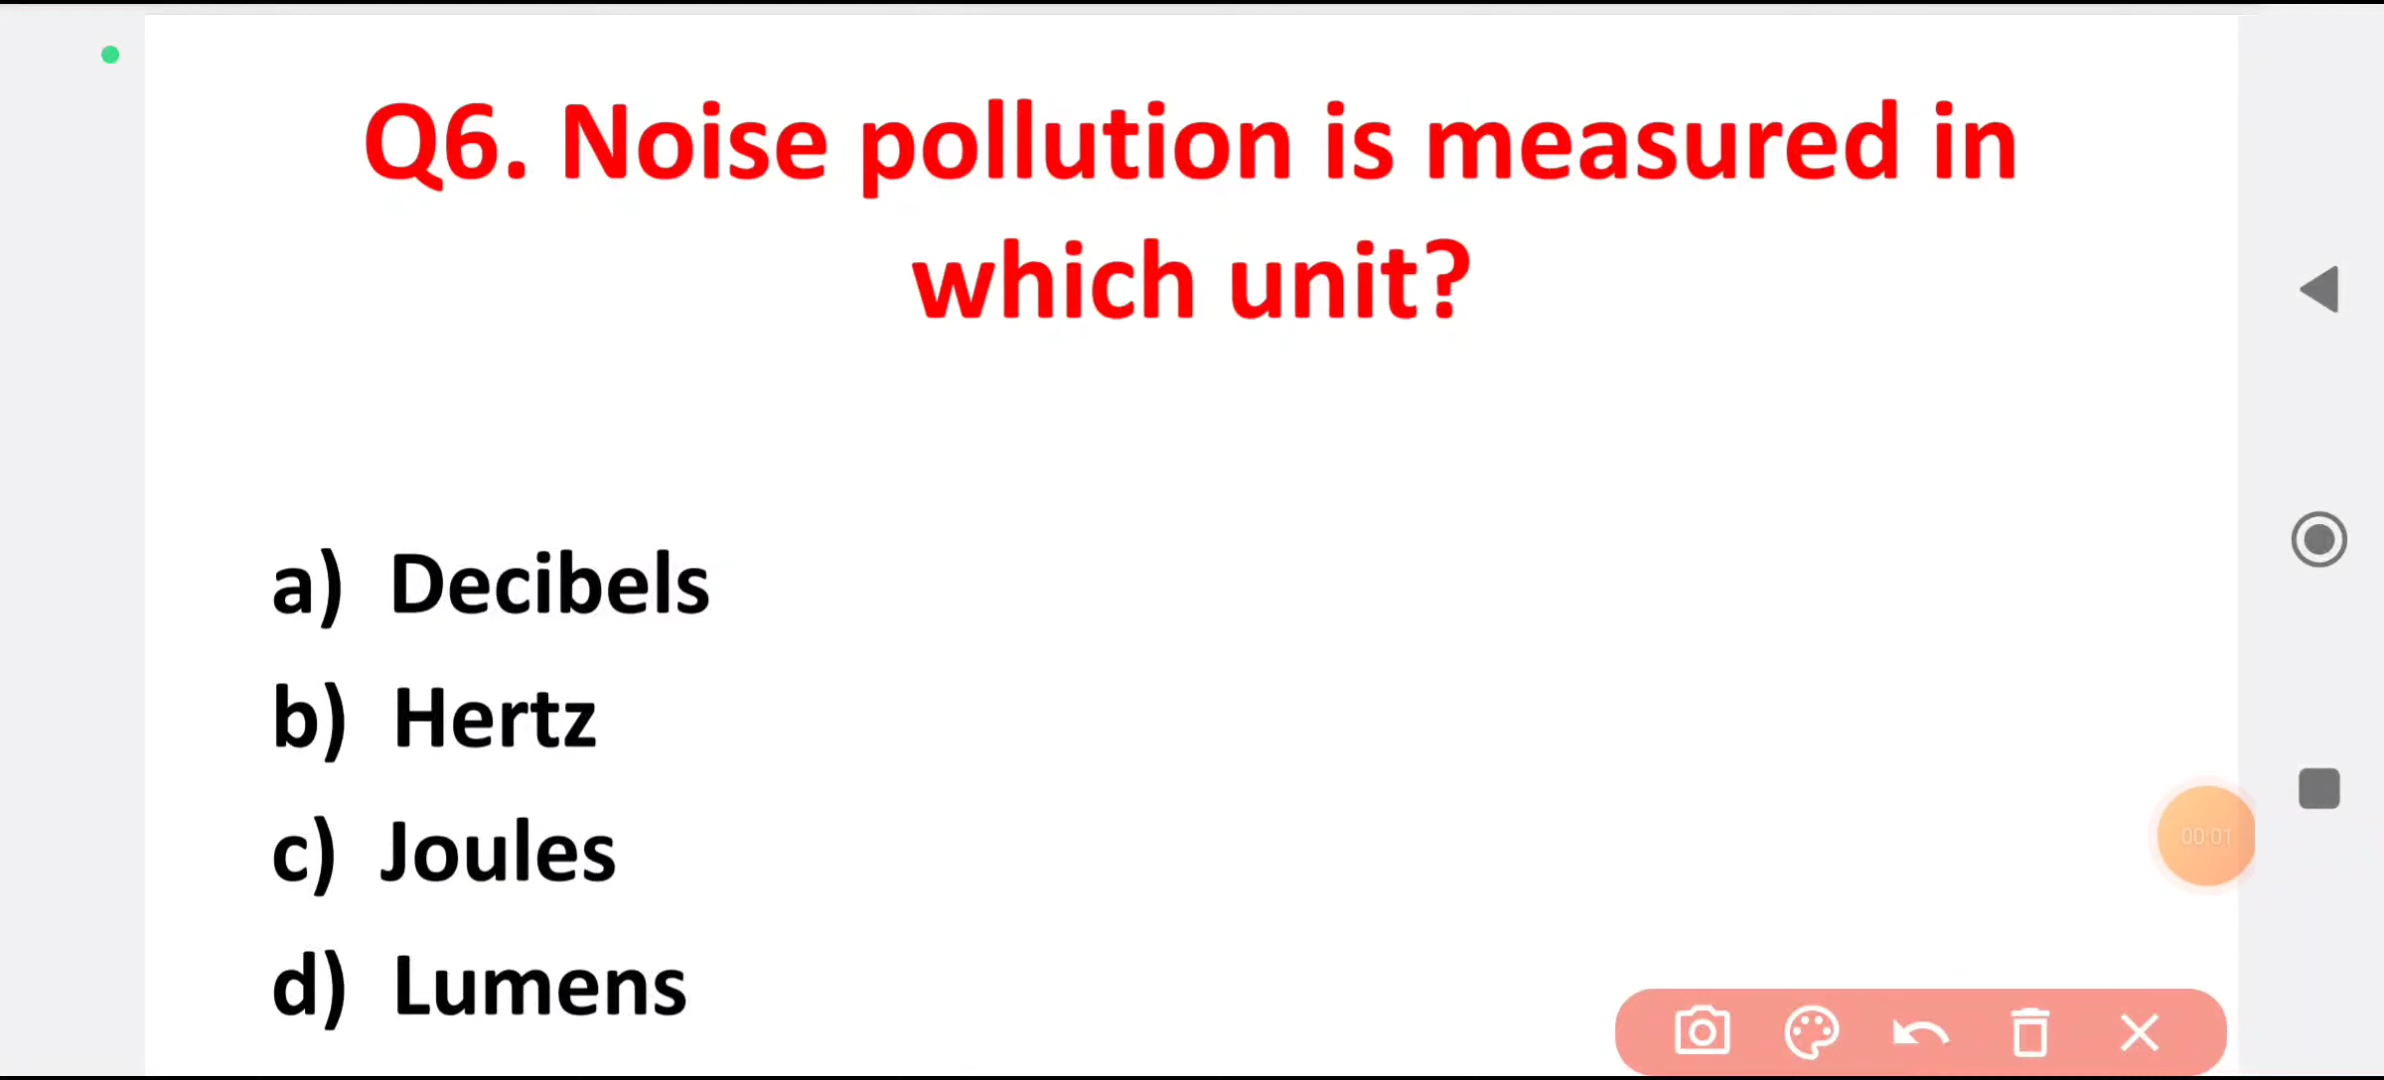 Q6. Noise pollution is measured in
which unit?
a) Decibels
b) Hertz
c) Joules
d) Lumens
00:01